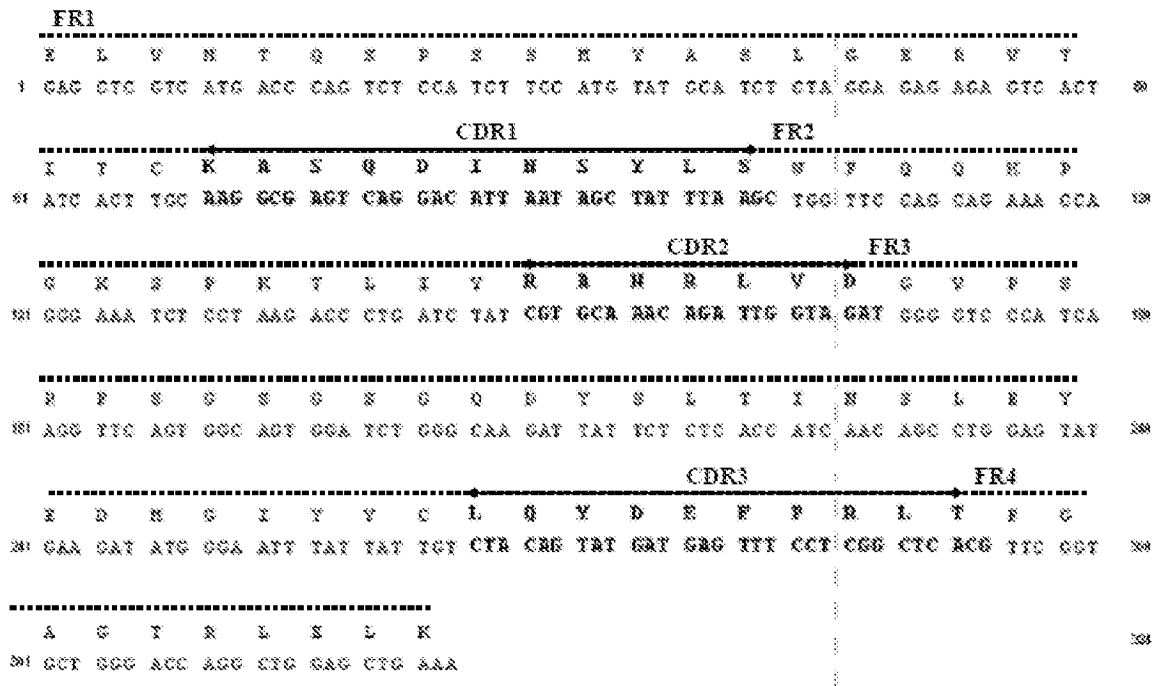 FR1
E L V M T Q S P S S M Y A S L G E R V T
1 GAG CTC GTC ATG ACC CAG TCT CCA TCT TCC ATG TAT GCA TCT CTA GGA GAG AGA GTC ACT 60
CDR1 FR2
I T C K A S Q D I N S Y L S W F Q Q K P
61 ATC ACT TGC AAG GCG AGT CAG GAC ATT AAT AGC TAT TTA AGC TGG TTC CAG CAG AAA CCA 120
CDR2 FR3
G K S P K T L I Y R A N R L V D G V P S
121 GGG AAA TCT CCT AAG ACC CTG ATC TAT CGT GCA AAC AGA TTG GTA GAT GGG GTC CCA TCA 180
R F S G S G S G Q D Y S L T I N S L E Y
181 AGG TTC AGT GGC AGT GGA TCT GGG CAA GAT TAT TCT CTC ACC ATC AAC AGC CTG GAG TAT 240
CDR3 FR4
E D M G I Y Y C L Q Y D E F P R L T F G
241 GAA GAT ATG GGA ATT TAT TAT TGT CTA CAG TAT GAT GAG TTT CCT CGG CTC ACG TTC GGT 300
A G T R L E L K
301 GCT GGG ACC AGG CTG GAG CTG AAA 324